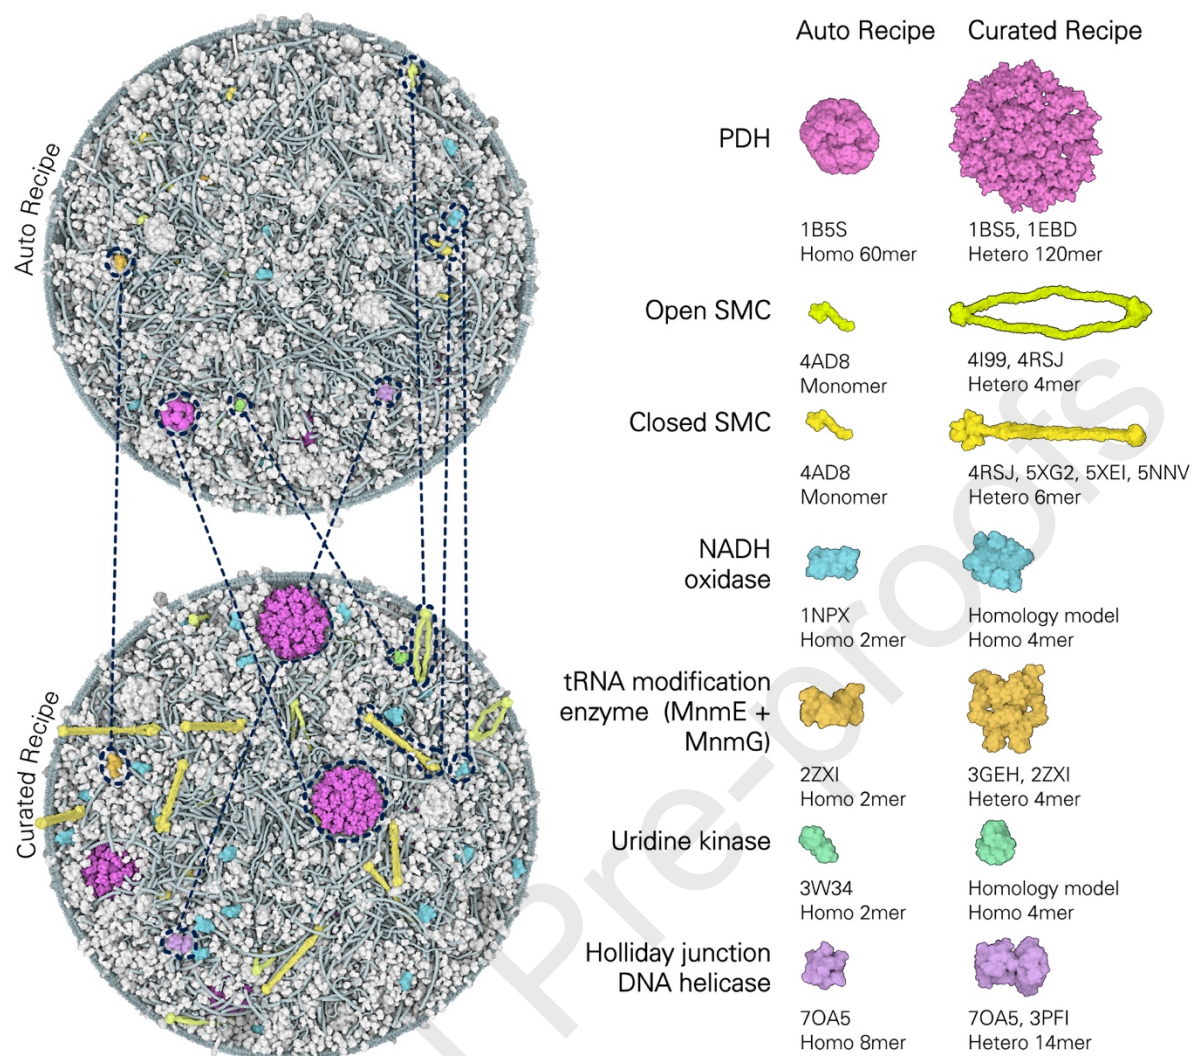 Auto Recipe
Curated Recipe
Auto Recipe Curated Recipe
PDH
1B5S 1BS5, 1EBD
Homo 60mer Hetero 120mer
Open SMC
4AD8 4I99, 4RSJ
Monomer Hetero 4mer
Closed SMC
4AD8 4RSJ, 5XG2, 5XEI, 5NNV
Monomer Hetero 6mer
NADH
oxidase
1NPX Homology model
Homo 2mer Homo 4mer
tRNA modification
enzyme (MnmE +
MnmG)
2ZXI 3GEH, 2ZXI
Homo 2mer Hetero 4mer
Uridine kinase
3W34 Homology model
Homo 2mer Homo 4mer
Holliday junction
DNA helicase
7OA5 7OA5, 3PFI
Homo 8mer Hetero 14mer
Pre-proofs